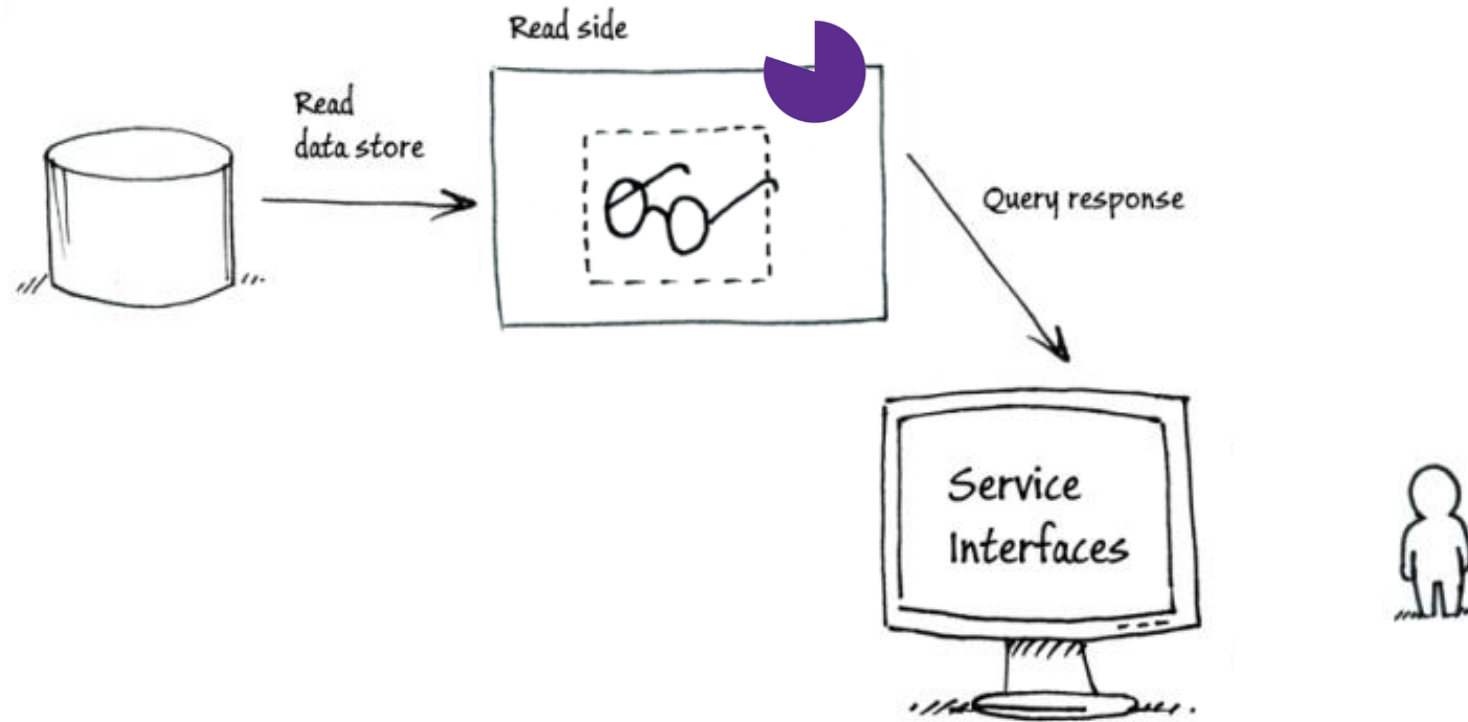 Read side
Read
data store
Query response
Service
Interfaces